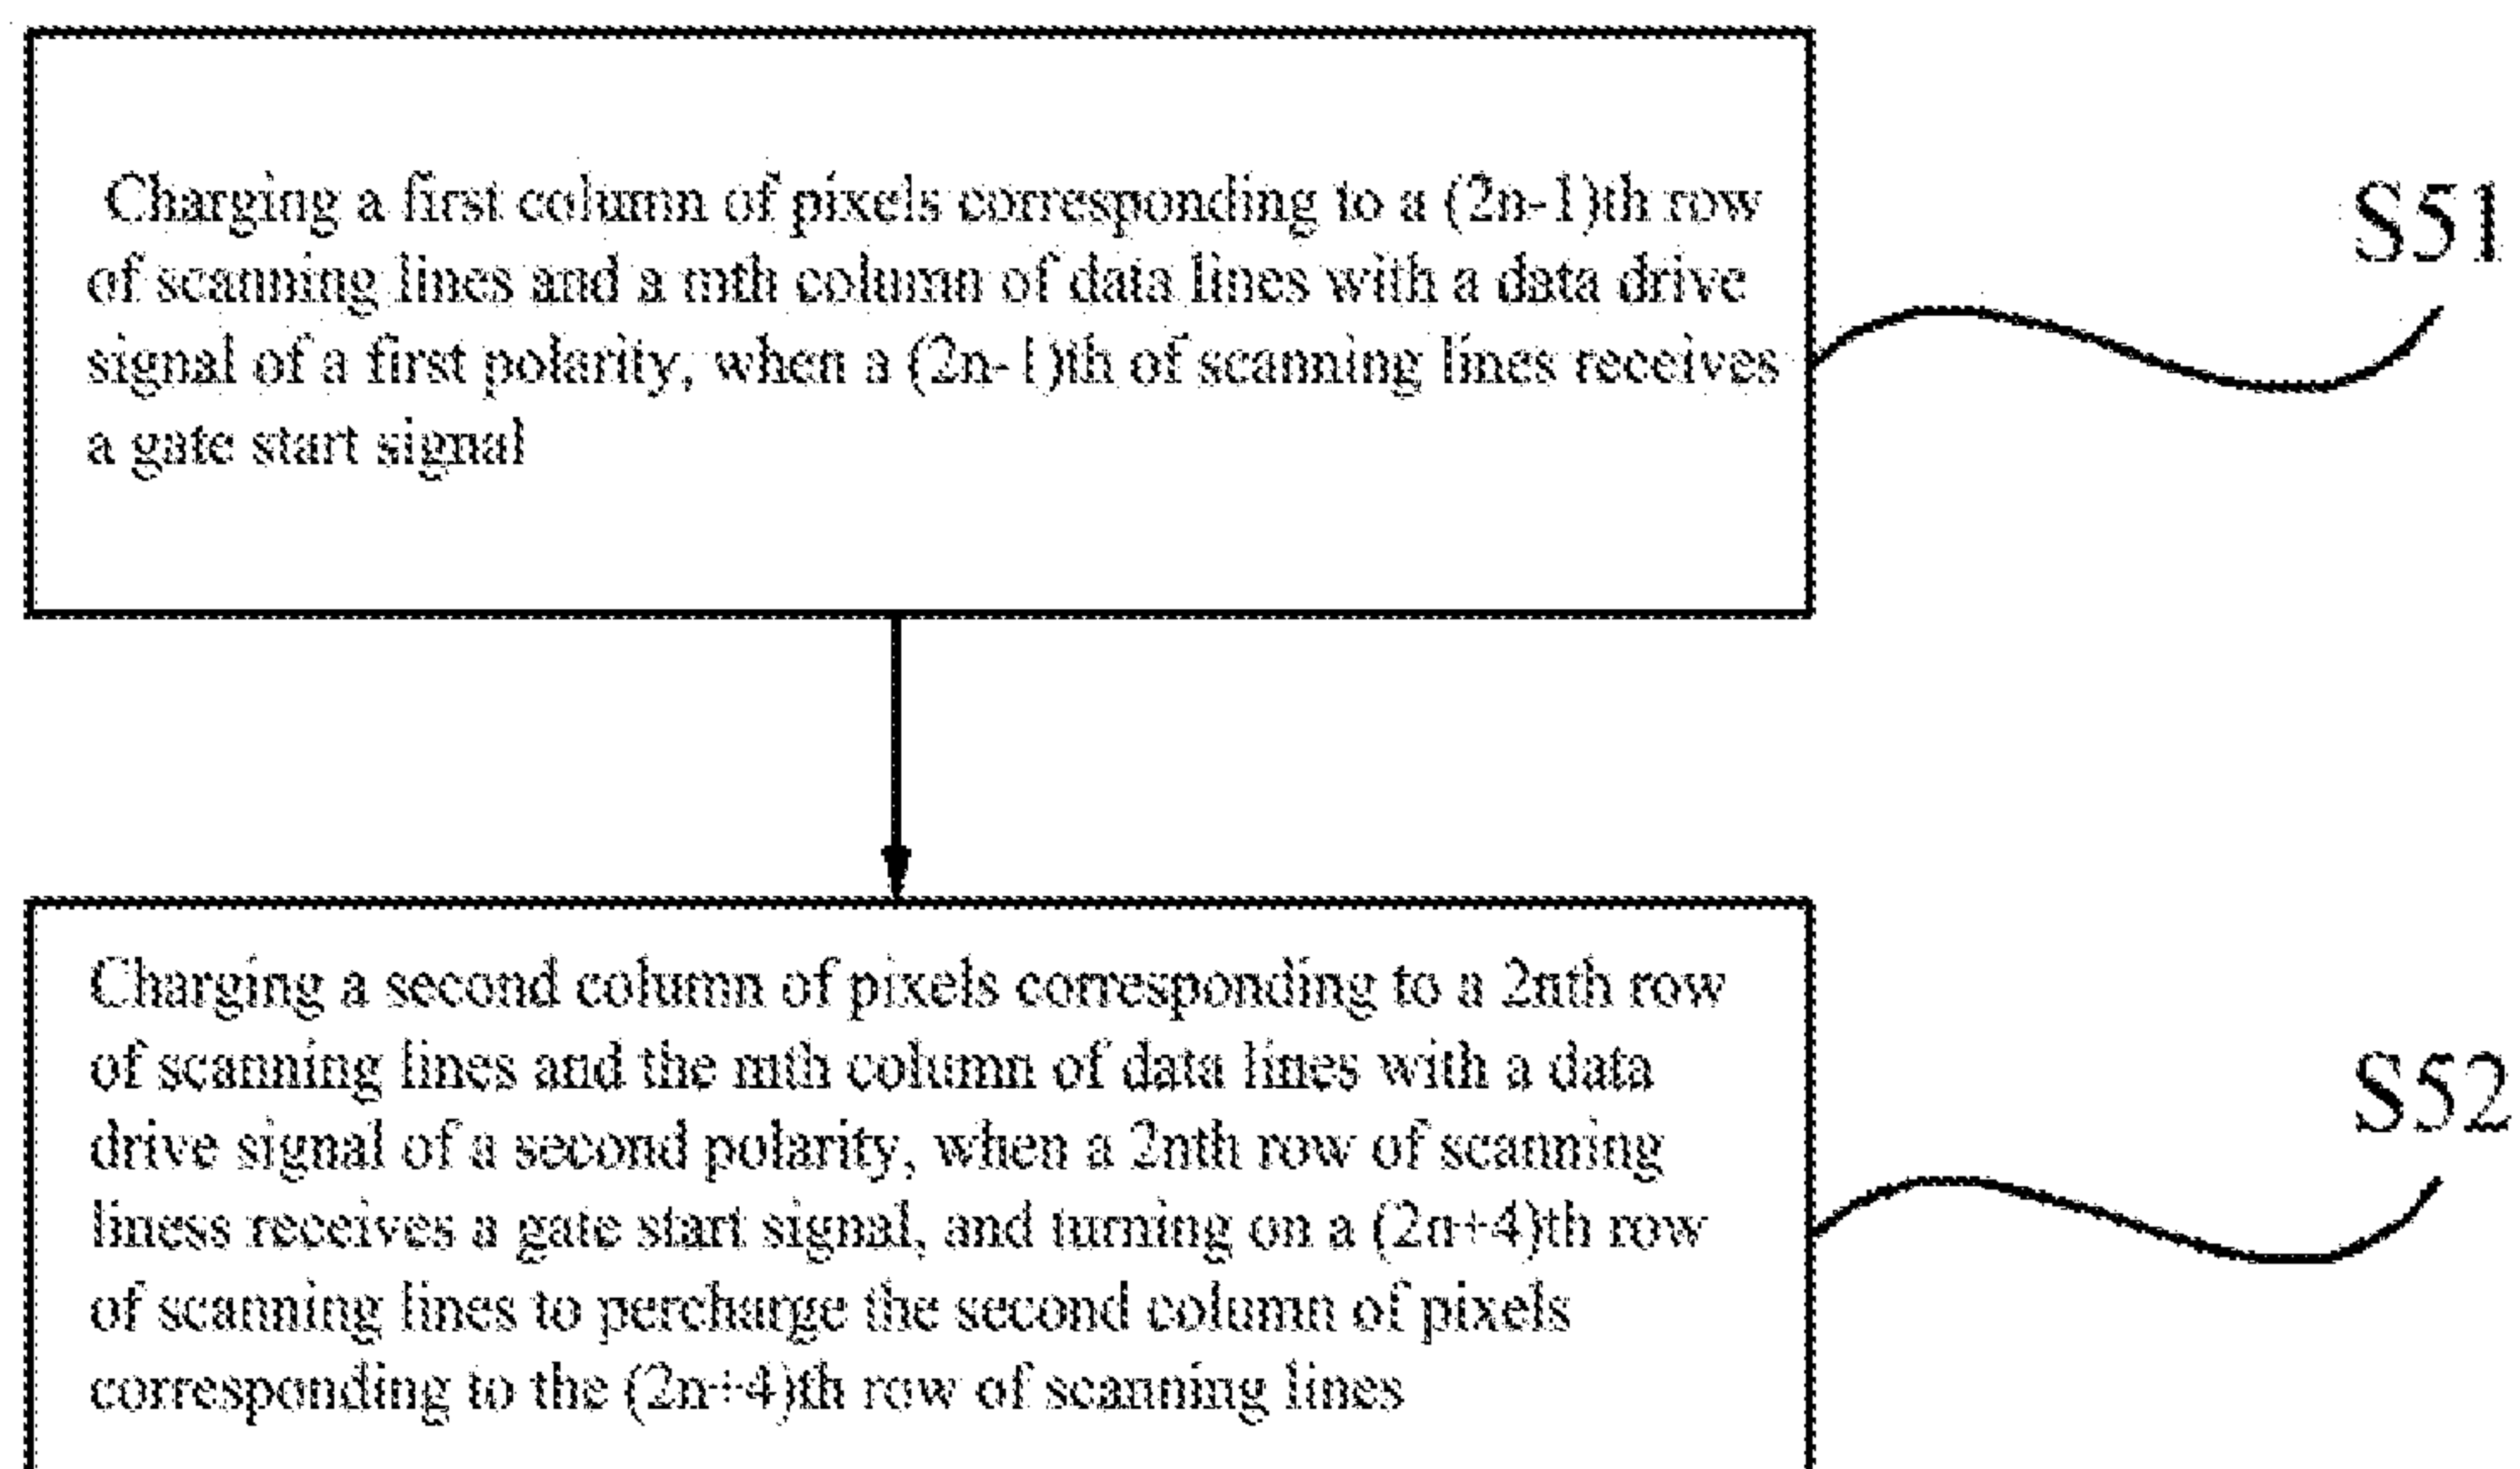 Charging a first column of pixels corresponding to a (2n-1)th row
of scanning lines and a mth column of data lines with a data drive
signal of a first polarity, when a (2n-1)th of scanning lines receives
a gate start signal
S51
Charging a second column of pixels corresponding to a 2nth row
of scanning lines and the mth column of data lines with a data
drive signal of a second polarity, when a 2nth row of scanning
liness receives a gate start signal, and turning on a (2n+4)th row
of scanning lines to percharge the second column of pixels
corresponding to the (2n+4)th row of scanning lines
S52